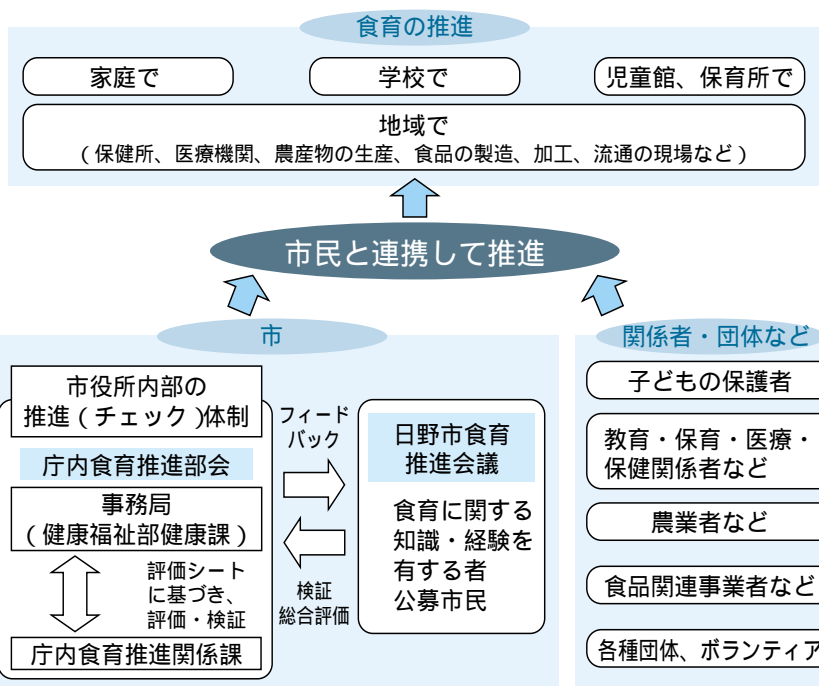 食育の推進
家庭で
学校で
児童館、保育所で
地域で
(保健所、医療機関、農産物の生産、食品の製造、加工、流通の現場など)
市民と連携して推進
市
市役所内部の
推進(チェック)体制
庁内食育推進部会
事務局
(健康福祉部健康課)
評価シート
に基づき、
評価・検証
庁内食育推進関係課
フィード
バック
検証
総合評価
日野市食育
推進会議
食育に関する
知識・経験を
有する者
公募市民
関係者・団体など
子どもの保護者
教育・保育・医療・
保健関係者など
農業者など
食品関連事業者など
各種団体、ボランティア